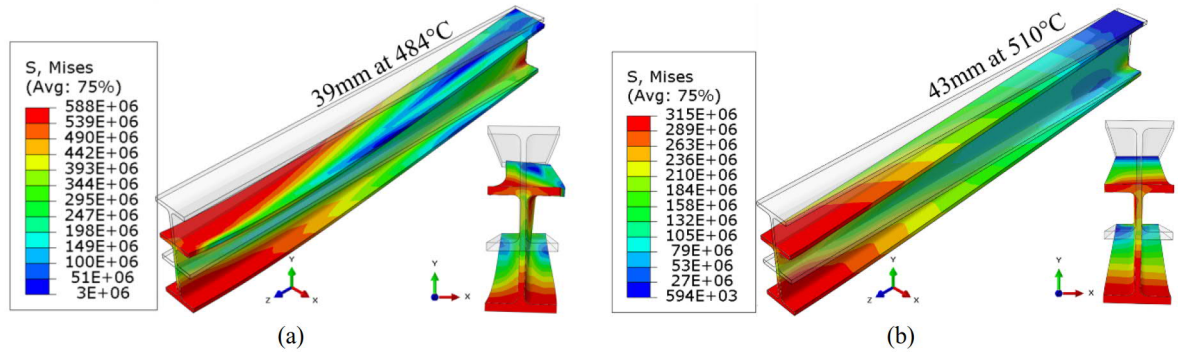 S, Mises
(Avg: 75%)
588E+06
539E+06
490E+06
442E+06
393E+06
344E+06
295E+06
247E+06
198E+06
149E+06
100E+06
51E+06
3E+06
39mm at 484°C
Y
Z X
Y
X
(a)
S, Mises
(Avg: 75%)
315E+06
289E+06
263E+06
236E+06
210E+06
184E+06
158E+06
132E+06
105E+06
79E+06
53E+06
27E+06
594E+03
43mm at 510°C
Y
Z X
Y
X
(b)